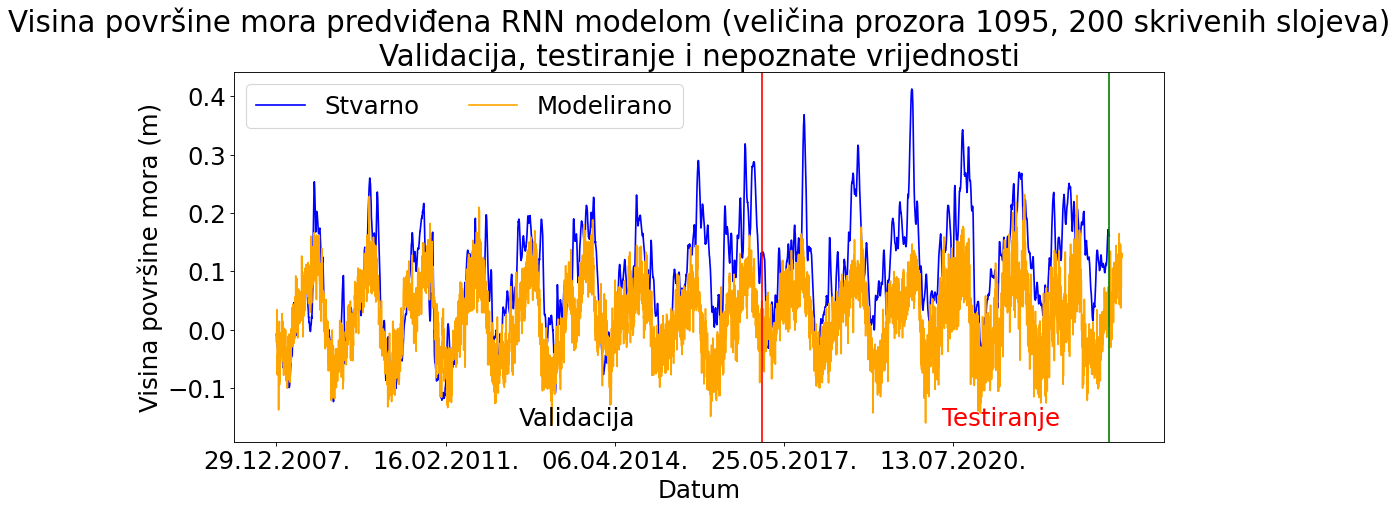 Visina površine mora predviđena RNN modelom (veličina prozora 1095, 200 skrivenih slojeva)
Validacija, testiranje i nepoznate vrijednosti
Stvarno
Modelirano
Visina površine mora (m)
0.4
0.3
0.2
0.1
0.0
−0.1
Validacija
Testiranje
29.12.2007.
16.02.2011.
06.04.2014.
25.05.2017.
13.07.2020.
Datum